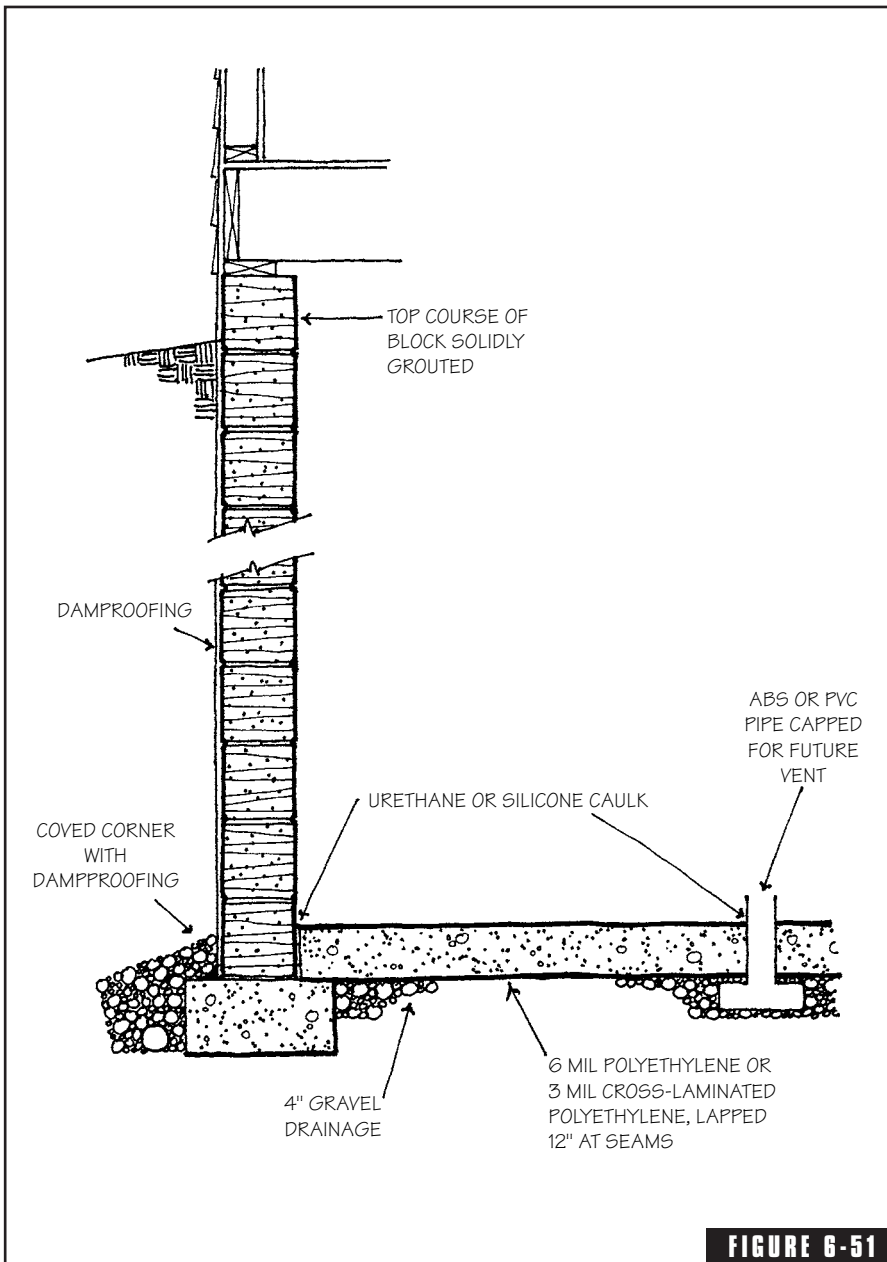 TOP COURSE OF
BLOCK SOLIDLY
GROUTED
DAMPROOFING
ABS OR PVC
PIPE CAPPED
FOR FUTURE
VENT
URETHANE OR SILICONE CAULK
COVED CORNER
WITH
DAMPPROOFING
4" GRAVEL
DRAINAGE
6 MIL POLYETHYLENE OR
3 MIL CROSS-LAMINATED
POLYETHYLENE, LAPPED
12" AT SEAMS
FIGURE 6-51